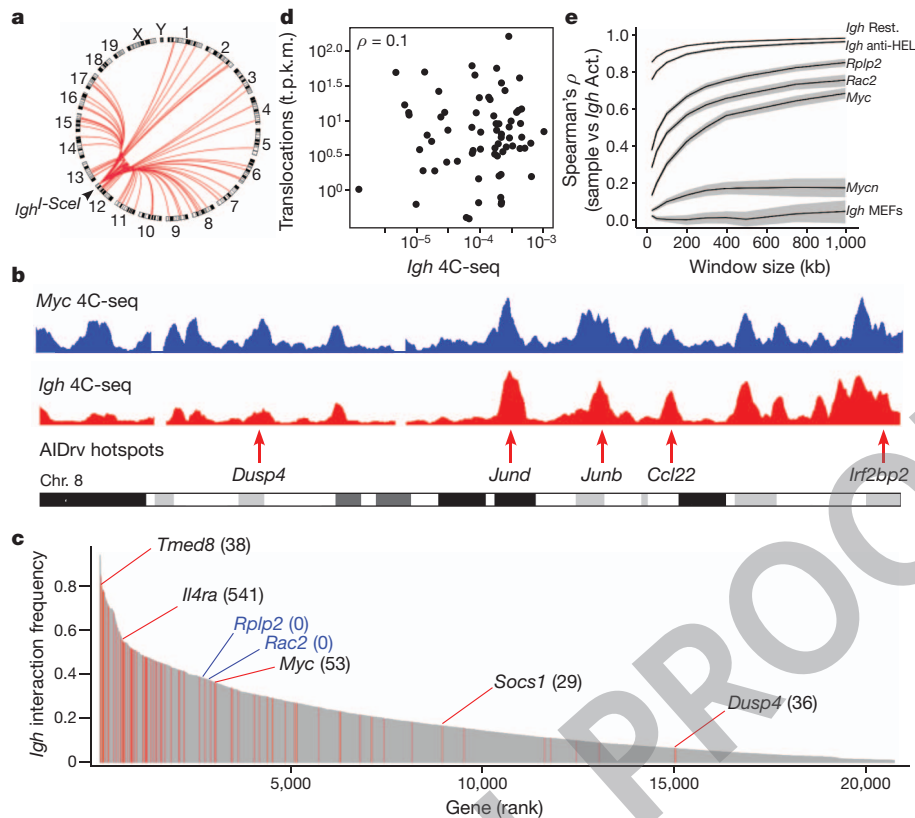 a
X
Y
1
2
3
4
5
6
7
8
9
10
11
12
13
14
15
16
17
18
19
Igh^I-SceI
d
Translocations (t.p.k.m.)
10^2.0
10^1
10^0.5
10^0
ρ = 0.1
10^−5
10^−4
10^−3
Igh 4C-seq
e
Spearman's ρ
(sample vs Igh Act.)
1.0
0.8
0.6
0.4
0.2
0.0
Igh Rest.
Igh anti-HEL
Rplp2
Rac2
Myc
Mycn
Igh MEFs
0
200
400
600
800
1,000
Window size (kb)
b
Myc 4C-seq
Igh 4C-seq
AIDrv hotspots
Dusp4
Jund
Junb
Ccl22
Irf2bp2
Chr. 8
c
Igh interaction frequency
0.8
0.6
0.4
0.2
0
Tmed8 (38)
Il4ra (541)
Rplp2 (0)
Rac2 (0)
Myc (53)
Socs1 (29)
Dusp4 (36)
5,000
10,000
15,000
20,000
Gene (rank)
PROO